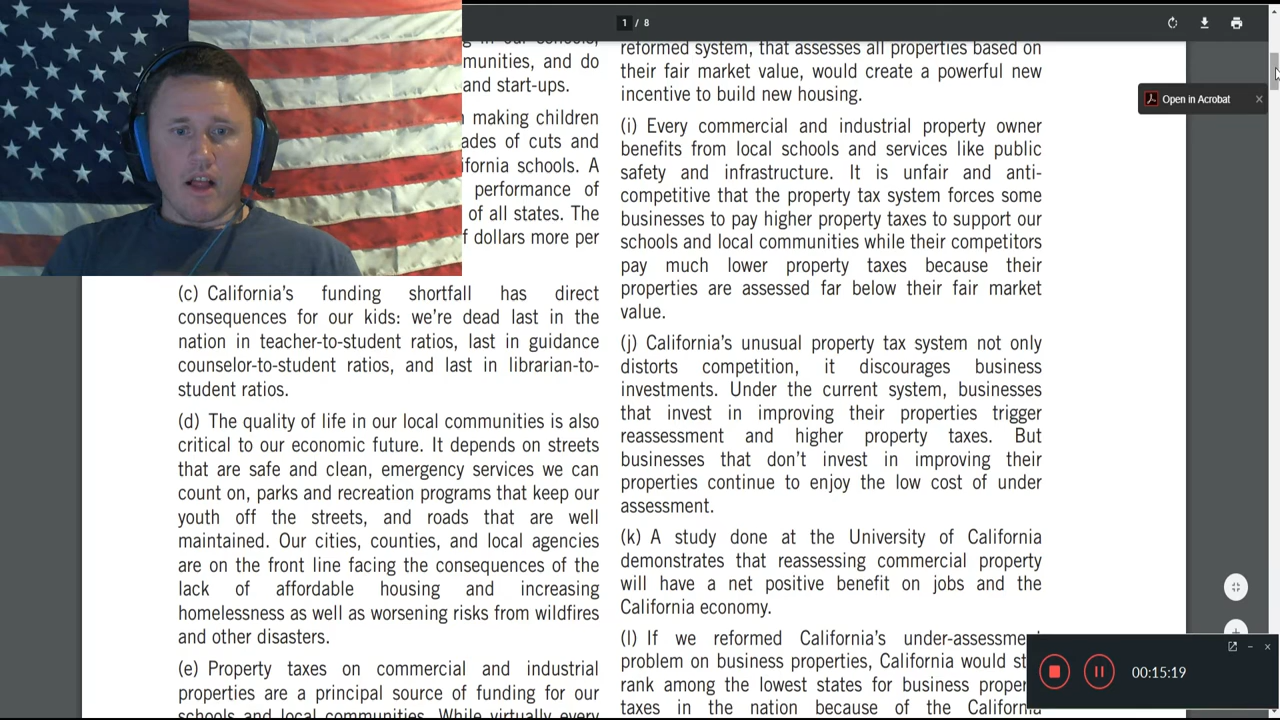 1 / 8
Open in Acrobat
g in our schools,
munities, and do
and start-ups.
making children
ades of cuts and
ifornia schools. A
performance of
of all states. The
f dollars more per
(c) California's funding shortfall has direct
consequences for our kids: we're dead last in the
nation in teacher-to-student ratios, last in guidance
counselor-to-student ratios, and last in librarian-to-
student ratios.
(d) The quality of life in our local communities is also
critical to our economic future. It depends on streets
that are safe and clean, emergency services we can
count on, parks and recreation programs that keep our
youth off the streets, and roads that are well
maintained. Our cities, counties, and local agencies
are on the front line facing the consequences of the
lack of affordable housing and increasing
homelessness as well as worsening risks from wildfires
and other disasters.
(e) Property taxes on commercial and industrial
properties are a principal source of funding for our
schools and local communities. While virtually every
reformed system, that assesses all properties based on
their fair market value, would create a powerful new
incentive to build new housing.
(i) Every commercial and industrial property owner
benefits from local schools and services like public
safety and infrastructure. It is unfair and anti-
competitive that the property tax system forces some
businesses to pay higher property taxes to support our
schools and local communities while their competitors
pay much lower property taxes because their
properties are assessed far below their fair market
value.
(j) California's unusual property tax system not only
distorts competition, it discourages business
investments. Under the current system, businesses
that invest in improving their properties trigger
reassessment and higher property taxes. But
businesses that don't invest in improving their
properties continue to enjoy the low cost of under
assessment.
(k) A study done at the University of California
demonstrates that reassessing commercial property
will have a net positive benefit on jobs and the
California economy.
(l) If we reformed California's under-assessment
problem on business properties, California would st
rank among the lowest states for business proper
taxes in the nation because of the California
00:15:19